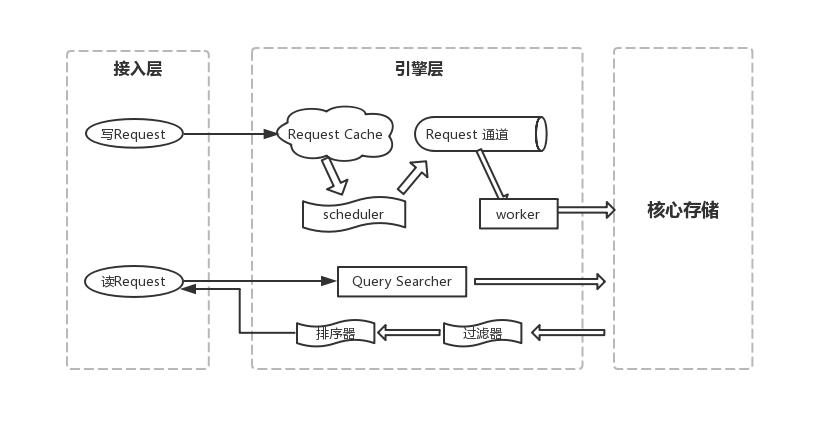 接入层
引擎层
写Request
Request Cache
Request 通道
scheduler
worker
核心存储
读Request
Query Searcher
排序器
过滤器